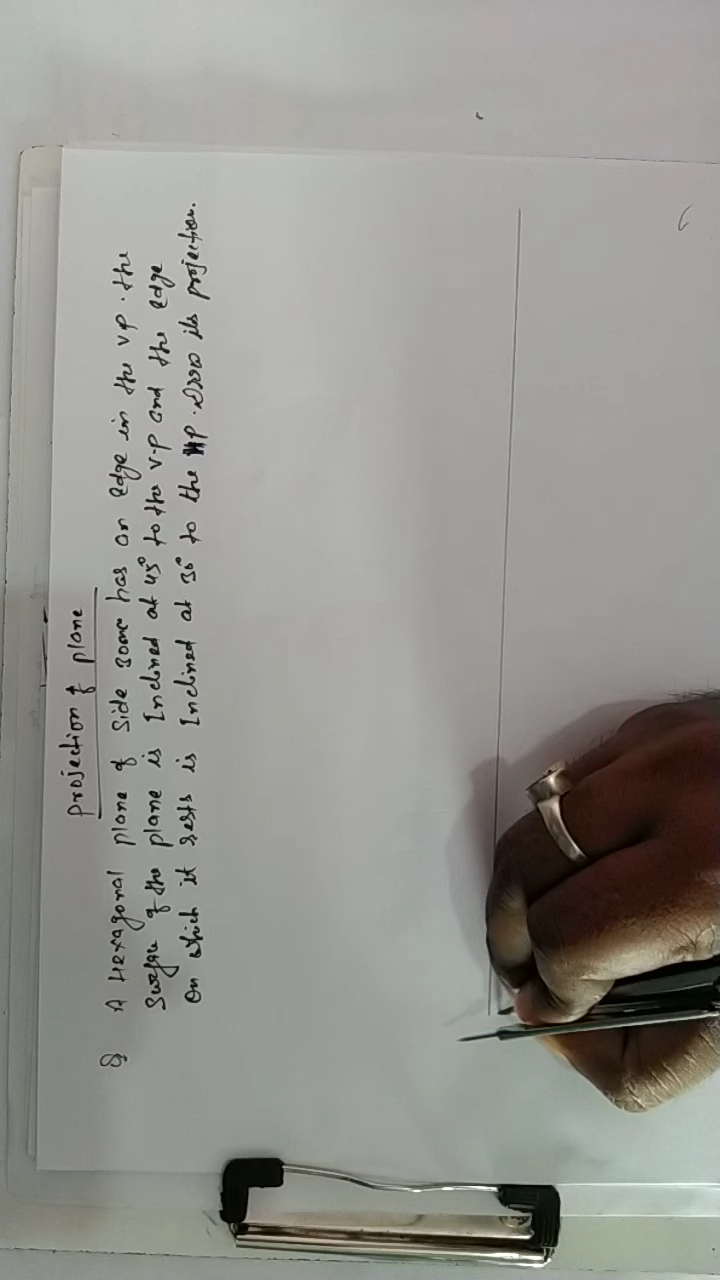 projection of plane
Q A Hexagonal plane of side 30mm has an edge in the V.P. the
Surface of the plane is Inclined at 45° to the V.P and the edge
on which it rests is Inclined at 30° to the HP. Draw its projection.